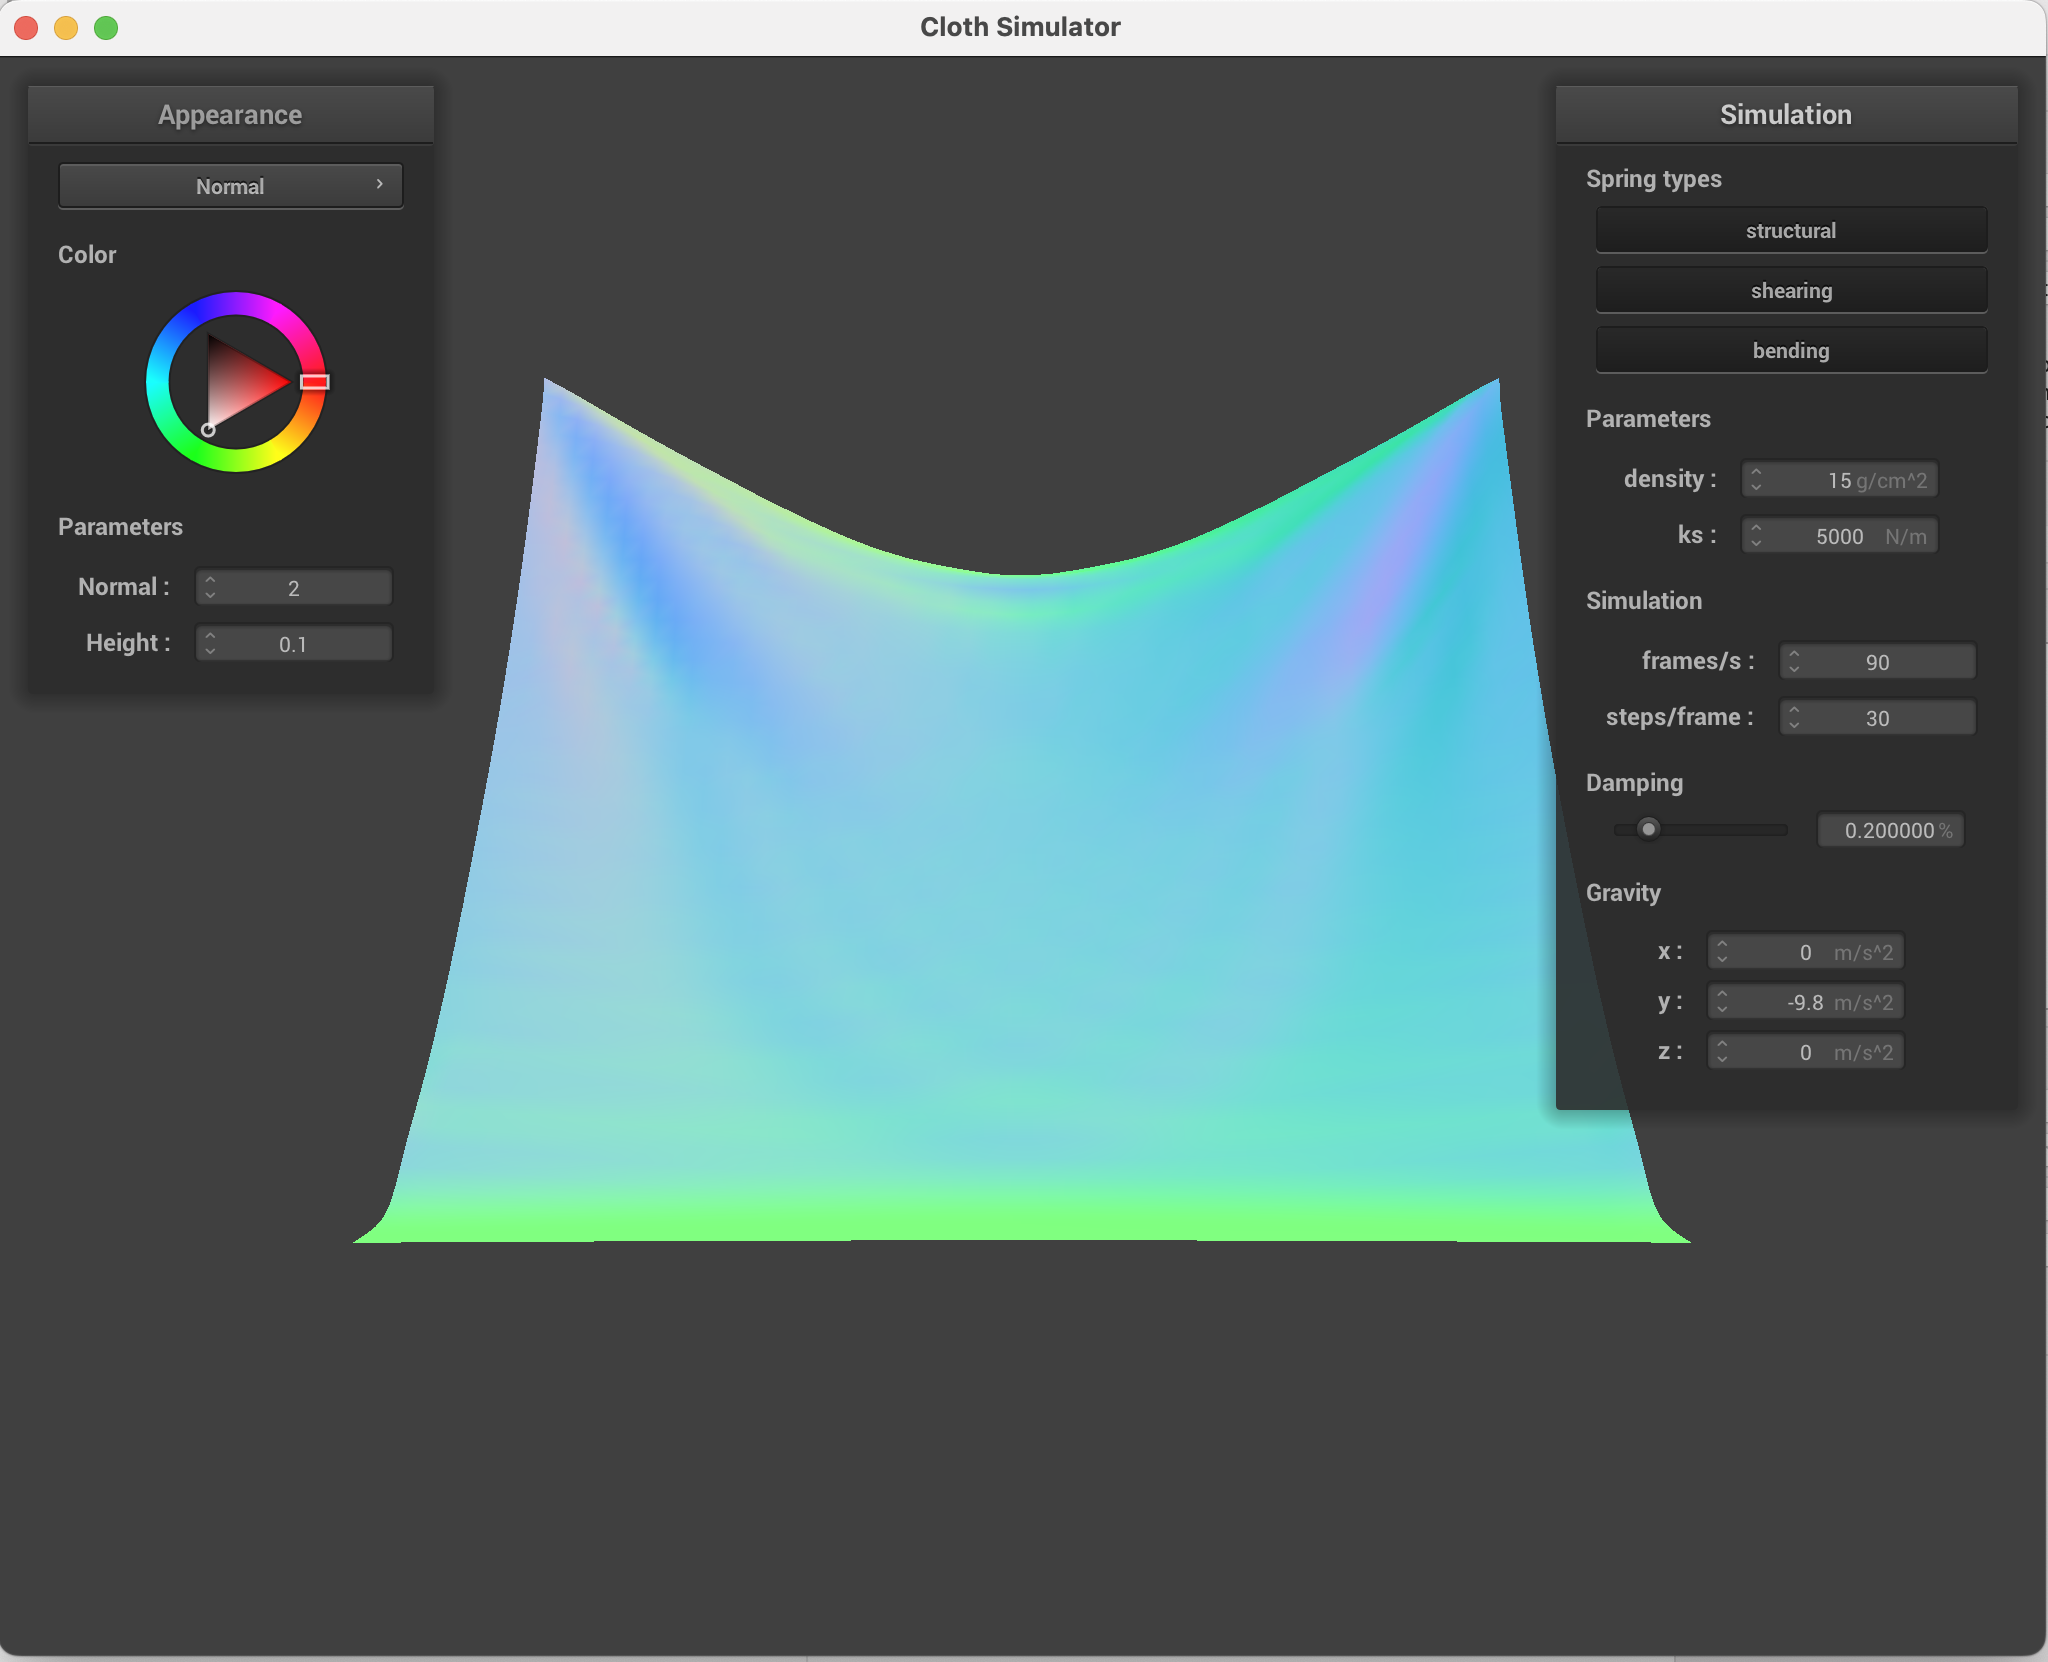 Cloth Simulator
Appearance
Normal
Color
Parameters
Normal : 2
Height : 0.1
Simulation
Spring types
structural
shearing
bending
Parameters
density : 15 g/cm^2
ks : 5000 N/m
Simulation
frames/s : 90
steps/frame : 30
Damping
0.200000 %
Gravity
x : 0 m/s^2
y : -9.8 m/s^2
z : 0 m/s^2